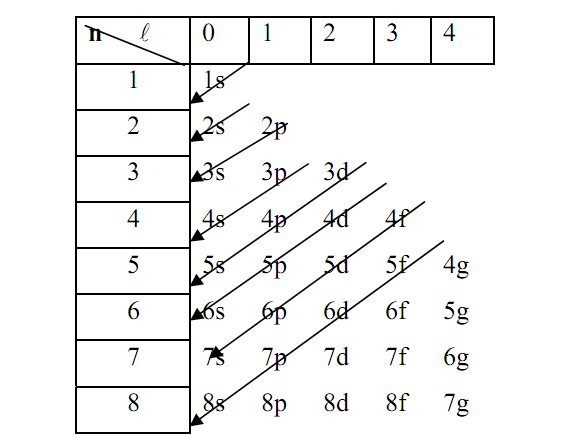 n ℓ 0 1 2 3 4
1 1s
2 2s 2p
3 3s 3p 3d
4 4s 4p 4d 4f
5 5s 5p 5d 5f 4g
6 6s 6p 6d 6f 5g
7 7s 7p 7d 7f 6g
8 8s 8p 8d 8f 7g